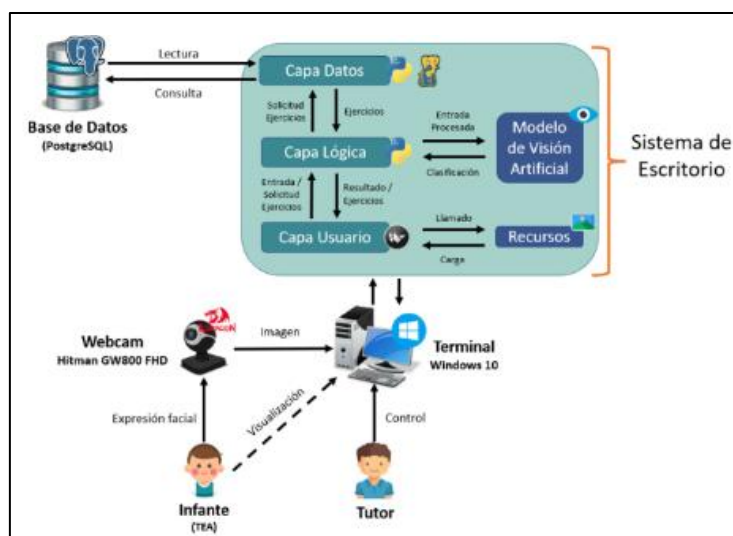 Lectura
Consulta
Base de Datos
(PostgreSQL)
Capa Datos
Solicitud
Ejercicios
Ejercicios
Capa Lógica
Entrada
Procesada
Clasificación
Modelo
de Visión
Artificial
Entrada /
Solicitud
Ejercicios
Resultado /
Ejercicios
Capa Usuario
Llamado
Carga
Recursos
Sistema de
Escritorio
Webcam
Hitman GW800 FHD
Imagen
Terminal
Windows 10
Expresión facial
Visualización
Control
Infante
(TEA)
Tutor